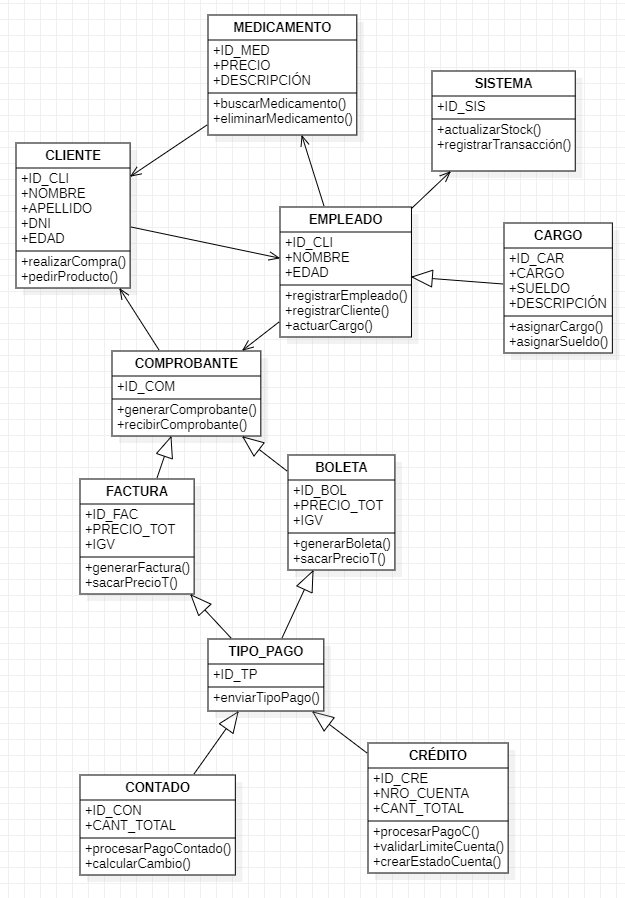 MEDICAMENTO
+ID_MED
+PRECIO
+DESCRIPCIÓN
+buscarMedicamento()
+eliminarMedicamento()
SISTEMA
+ID_SIS
+actualizarStock()
+registrarTransacción()
CLIENTE
+ID_CLI
+NOMBRE
+APELLIDO
+DNI
+EDAD
+realizarCompra()
+pedirProducto()
EMPLEADO
+ID_CLI
+NOMBRE
+EDAD
+registrarEmpleado()
+registrarCliente()
+actuarCargo()
CARGO
+ID_CAR
+CARGO
+SUELDO
+DESCRIPCIÓN
+asignarCargo()
+asignarSueldo()
COMPROBANTE
+ID_COM
+generarComprobante()
+recibirComprobante()
FACTURA
+ID_FAC
+PRECIO_TOT
+IGV
+generarFactura()
+sacarPrecioT()
BOLETA
+ID_BOL
+PRECIO_TOT
+IGV
+generarBoleta()
+sacarPrecioT()
TIPO_PAGO
+ID_TP
+enviarTipoPago()
CONTADO
+ID_CON
+CANT_TOTAL
+procesarPagoContado()
+calcularCambio()
CRÉDITO
+ID_CRE
+NRO_CUENTA
+CANT_TOTAL
+procesarPagoC()
+validarLimiteCuenta()
+crearEstadoCuenta()